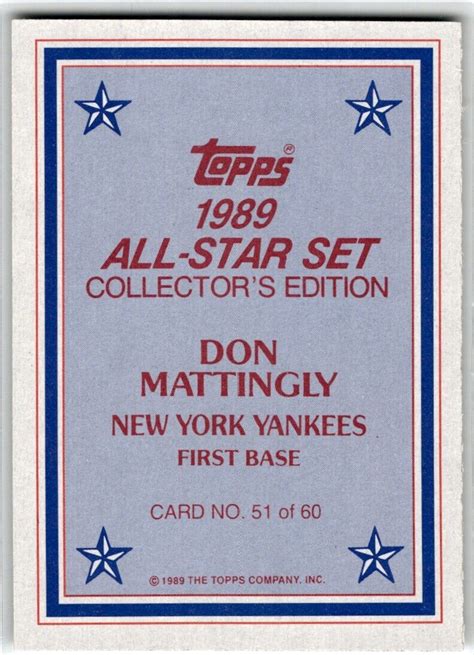 Topps®
1989
ALL-STAR SET
COLLECTOR'S EDITION
DON
MATTINGLY
NEW YORK YANKEES
FIRST BASE
CARD NO. 51 of 60
© 1989 THE TOPPS COMPANY, INC.